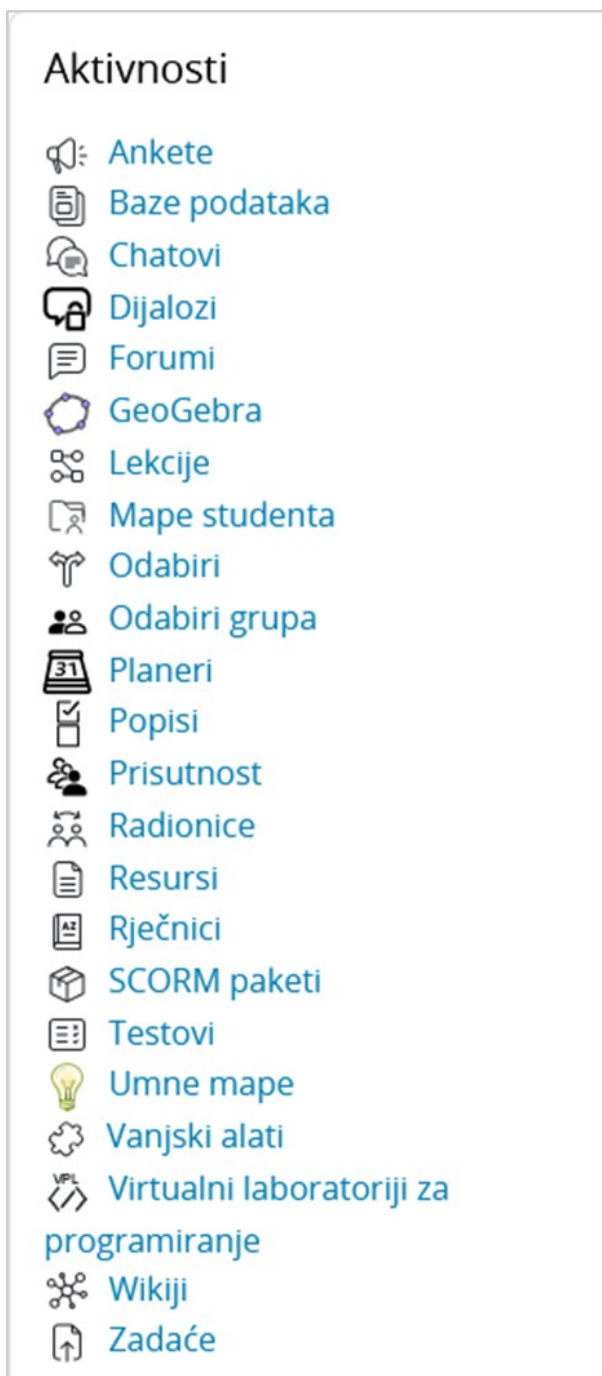 Aktivnosti
Ankete
Baze podataka
Chatovi
Dijalozi
Forumi
GeoGebra
Lekcije
Mape studenta
Odabiri
Odabiri grupa
31 Planeri
Popisi
Prisutnost
Radionice
Resursi
AZ Rječnici
SCORM paketi
Testovi
Umne mape
Vanjski alati
VPL Virtualni laboratoriji za
programiranje
Wikiji
Zadaće